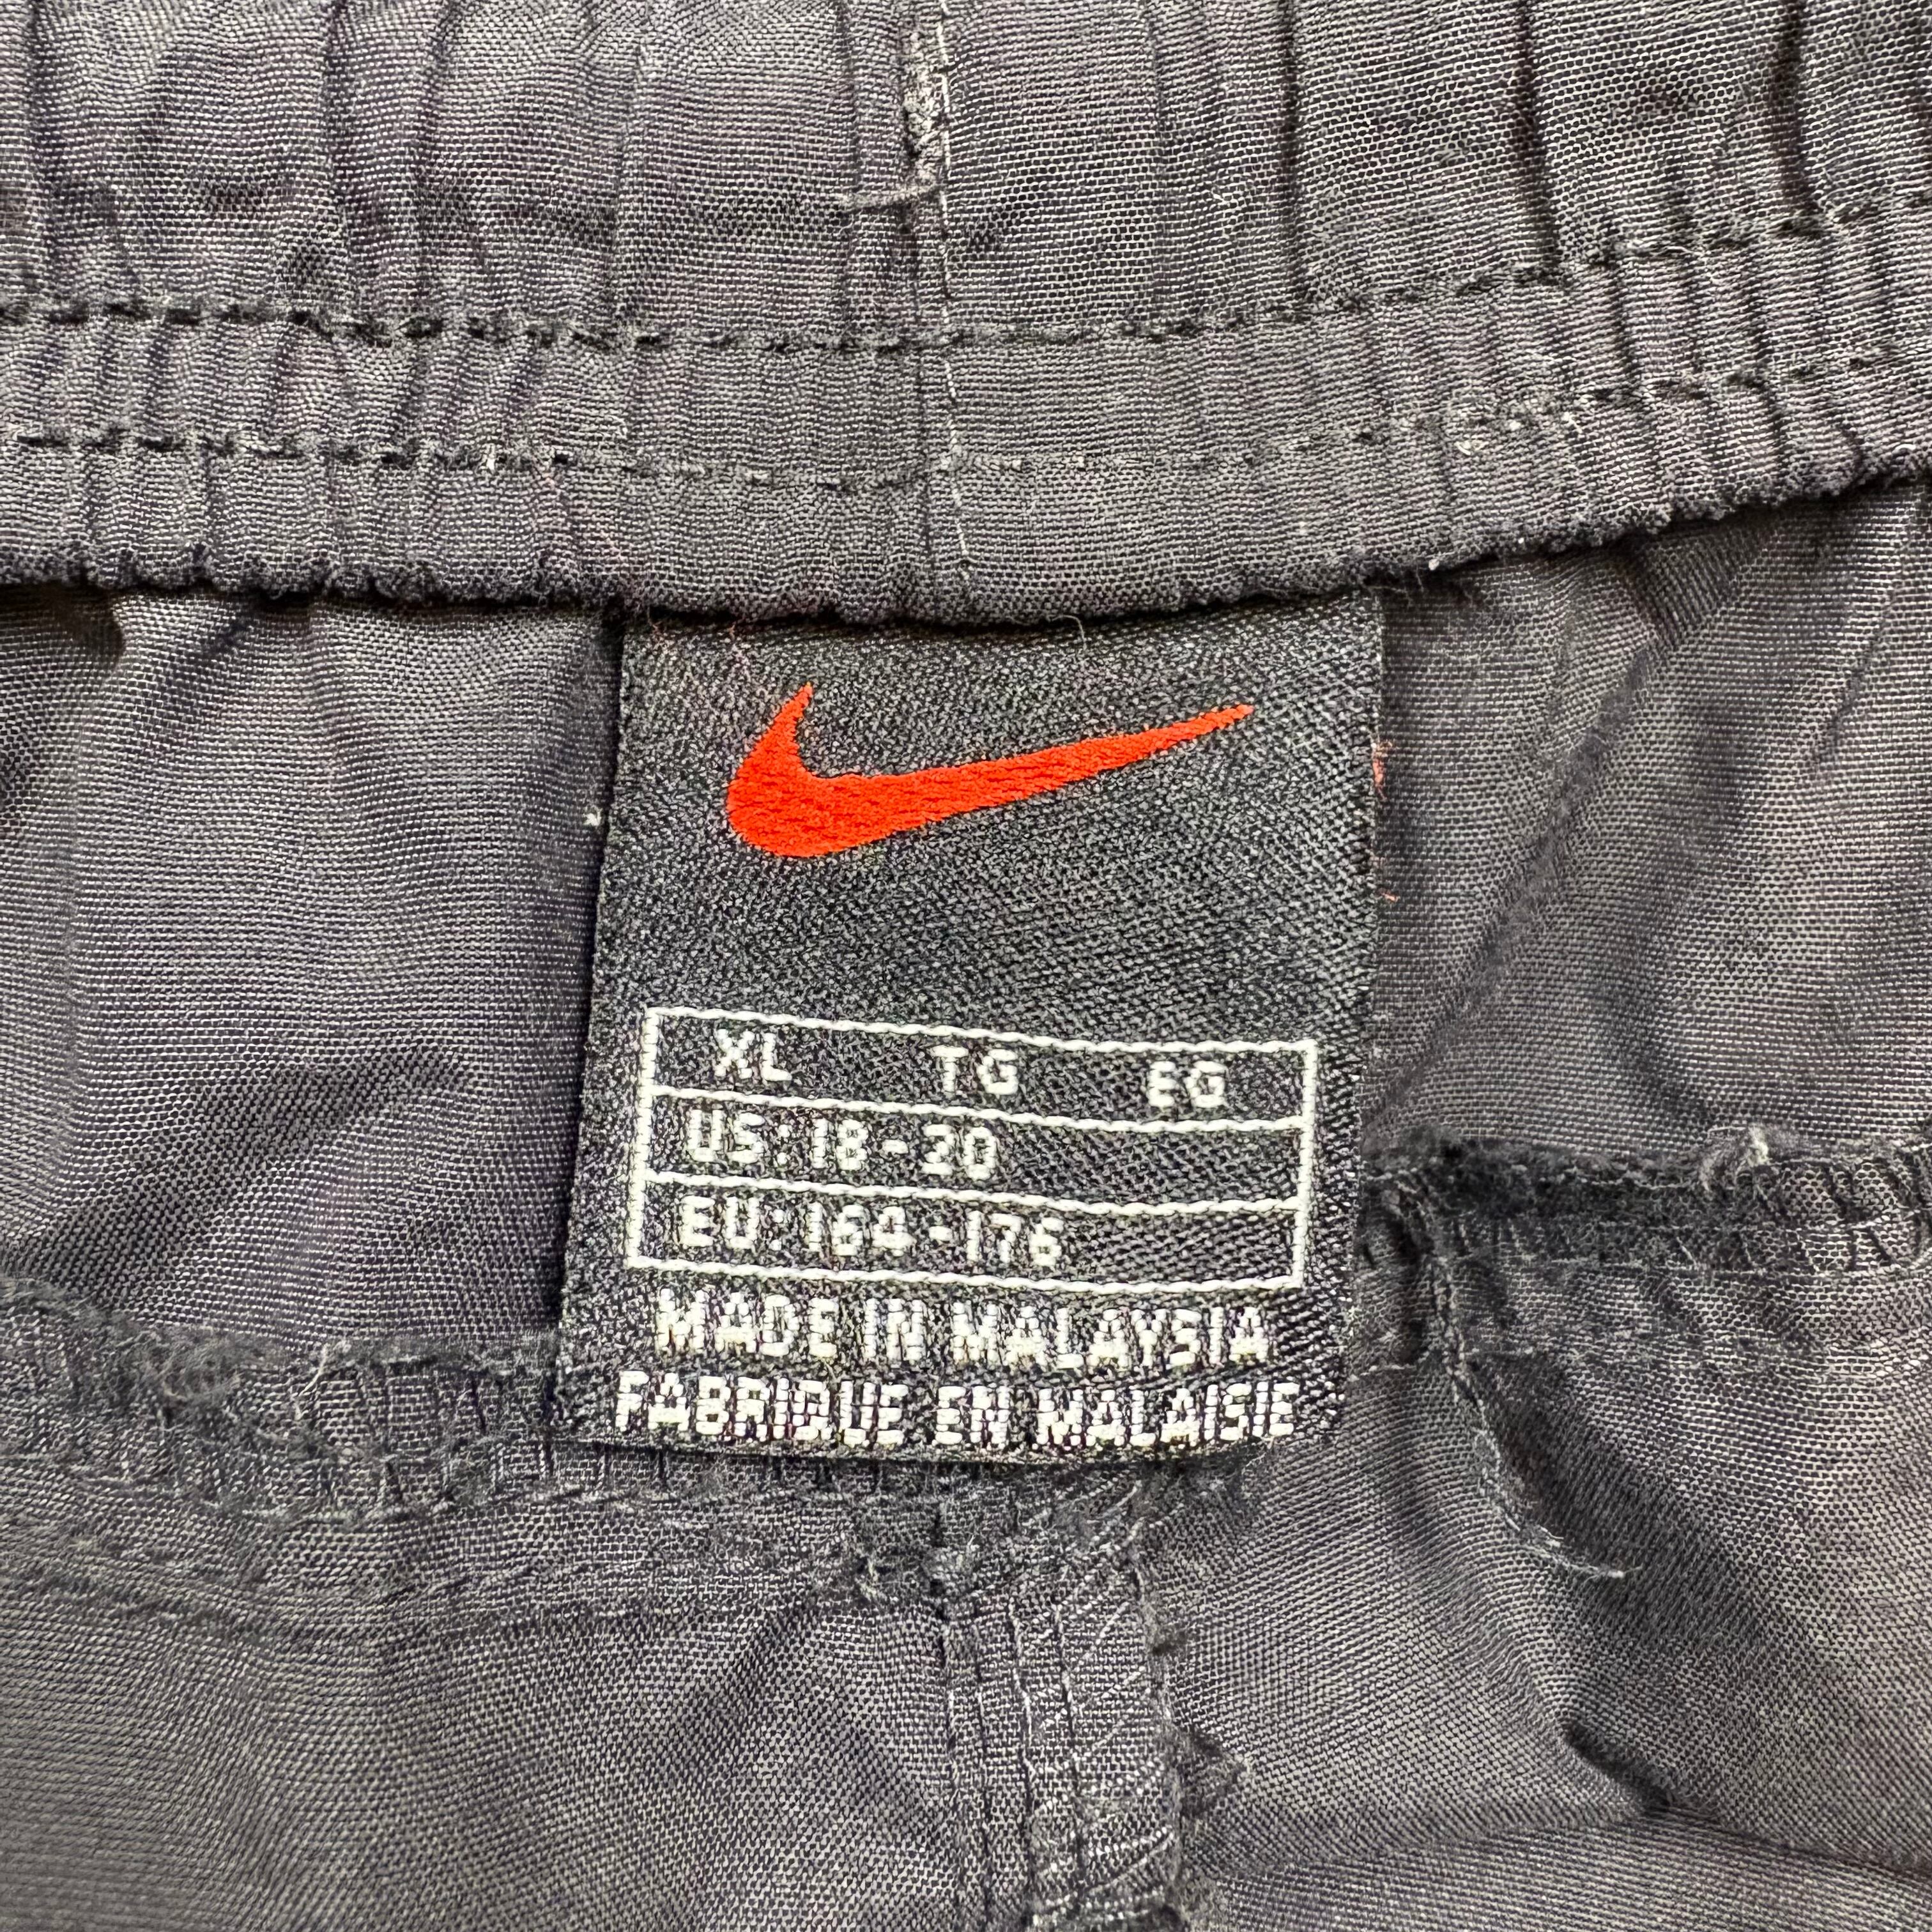 XL TG EG
US:18-20
EU:164-176
MADE IN MALAYSIA
FABRIQUE EN MALAISIE